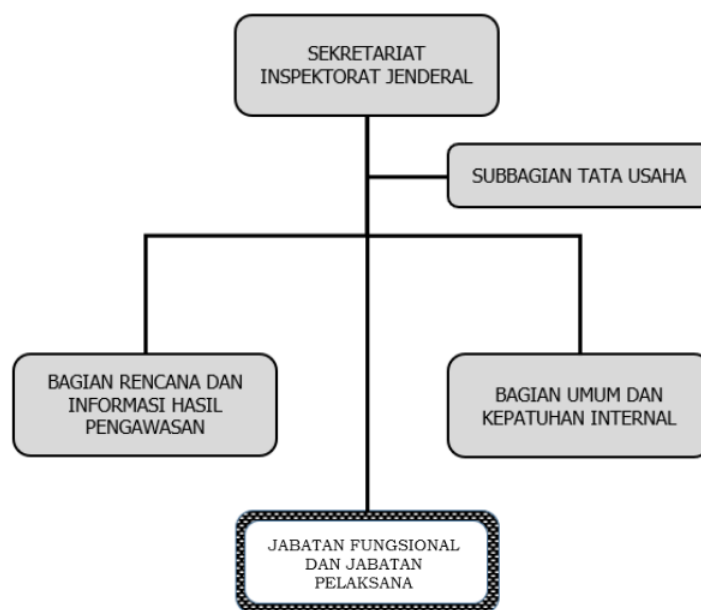 SEKRETARIAT
INSPEKTORAT JENDERAL
SUBBAGIAN TATA USAHA
BAGIAN RENCANA DAN
INFORMASI HASIL
PENGAWASAN
BAGIAN UMUM DAN
KEPATUHAN INTERNAL
JABATAN FUNGSIONAL
DAN JABATAN
PELAKSANA